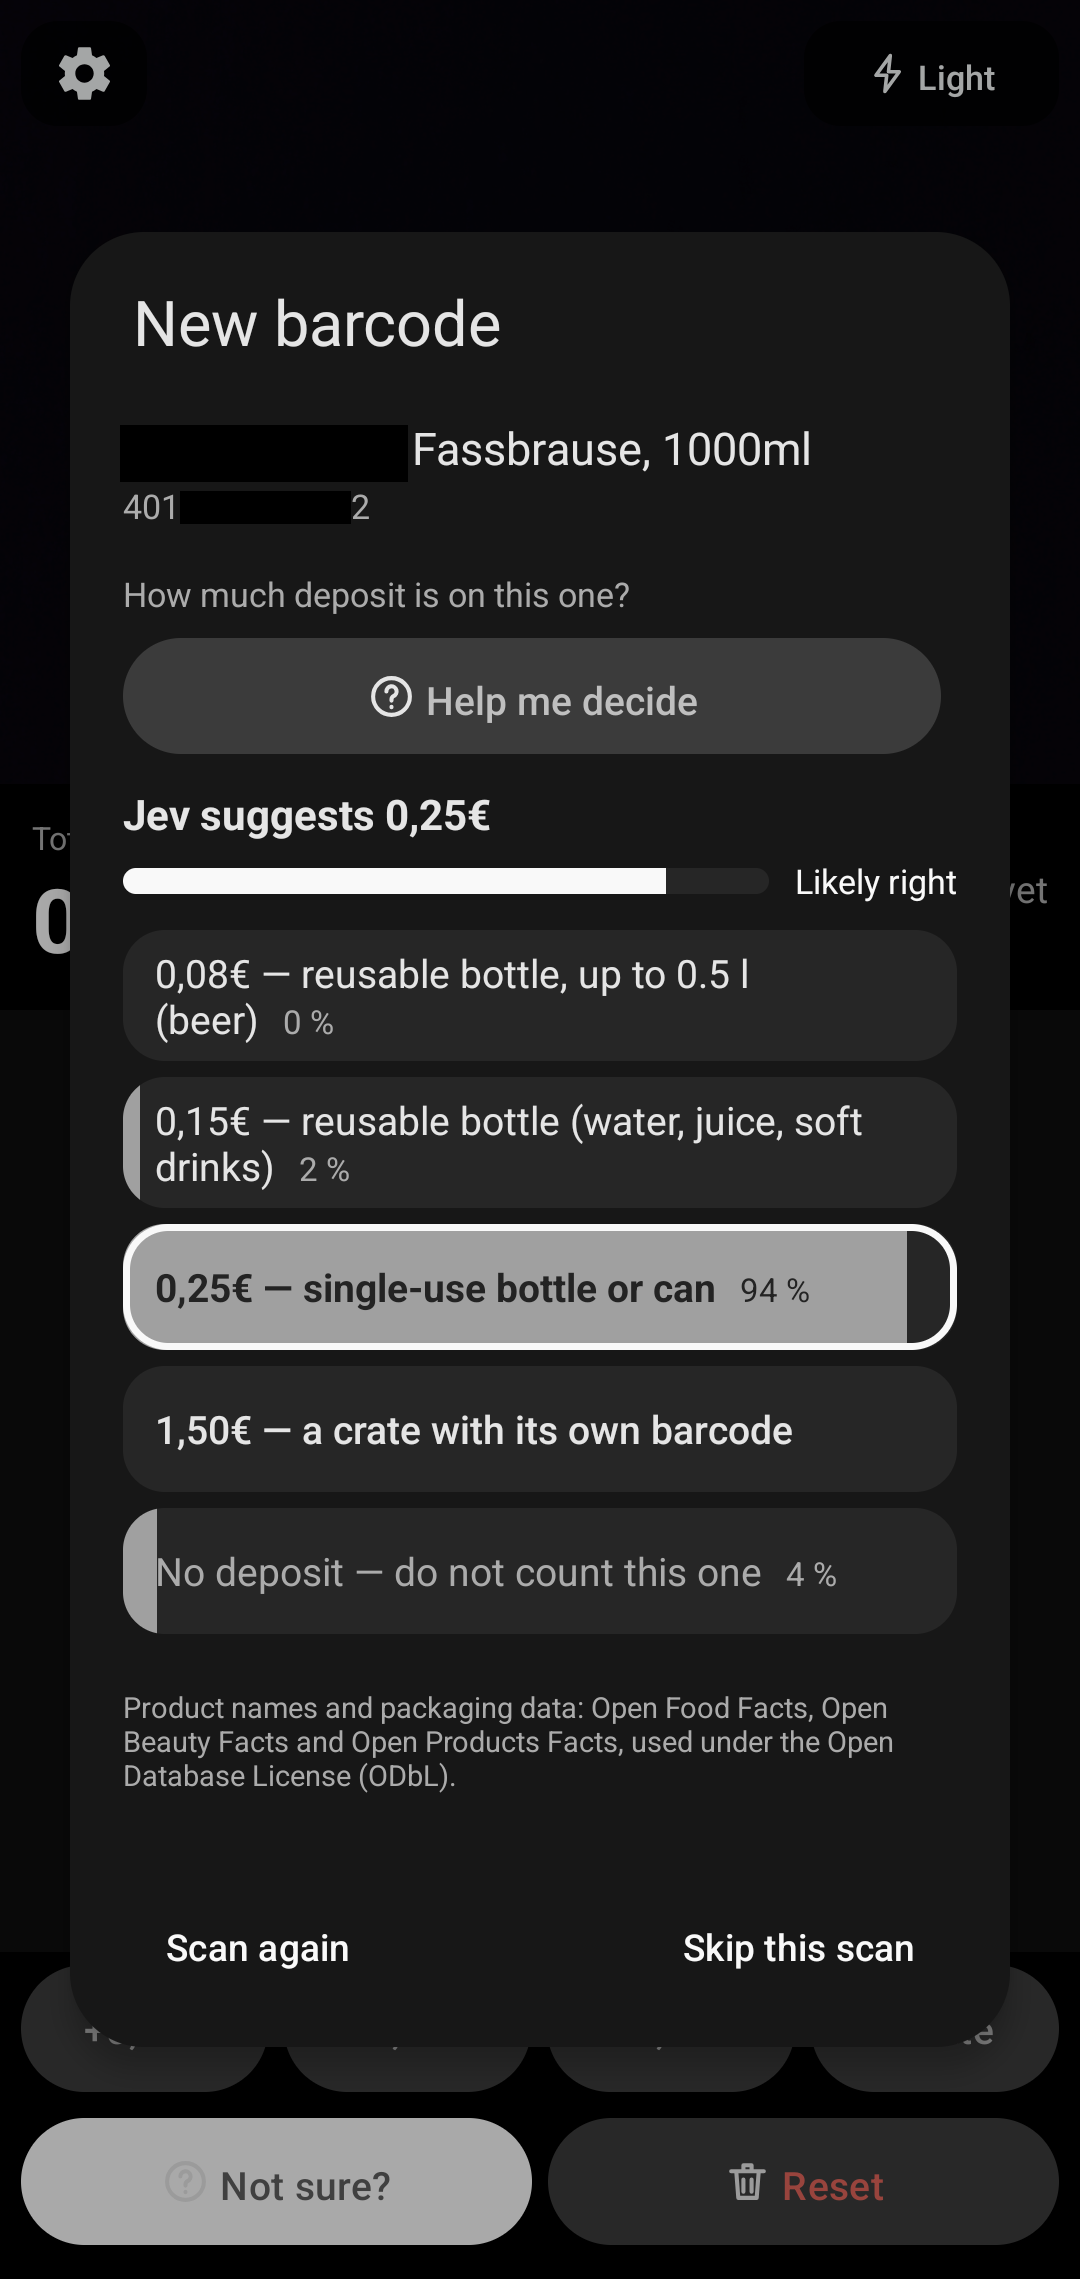 Light
New barcode
Fassbrause, 1000ml
401
2
How much deposit is on this one?
Help me decide
Jev suggests 0,25€
Likely right
0,08€ — reusable bottle, up to 0.5 l
(beer) 0 %
0,15€ — reusable bottle (water, juice, soft
drinks) 2 %
0,25€ — single-use bottle or can 94 %
1,50€ — a crate with its own barcode
No deposit — do not count this one 4 %
Product names and packaging data: Open Food Facts, Open
Beauty Facts and Open Products Facts, used under the Open
Database License (ODbL).
Scan again
Skip this scan
Not sure?
Reset